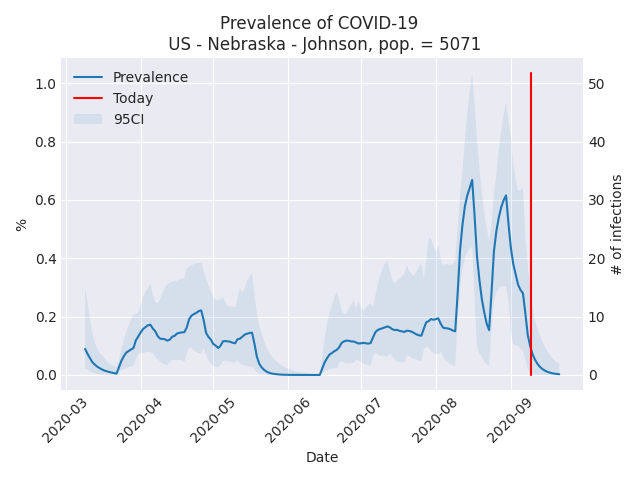 Prevalence of COVID-19
US - Nebraska - Johnson, pop. = 5071
Prevalence
Today
95CI
%
1.0
0.8
0.6
0.4
0.2
0.0
50
40
30
20
10
0
# of infections
2020-03
2020-04
2020-05
2020-06
2020-07
2020-08
2020-09
Date